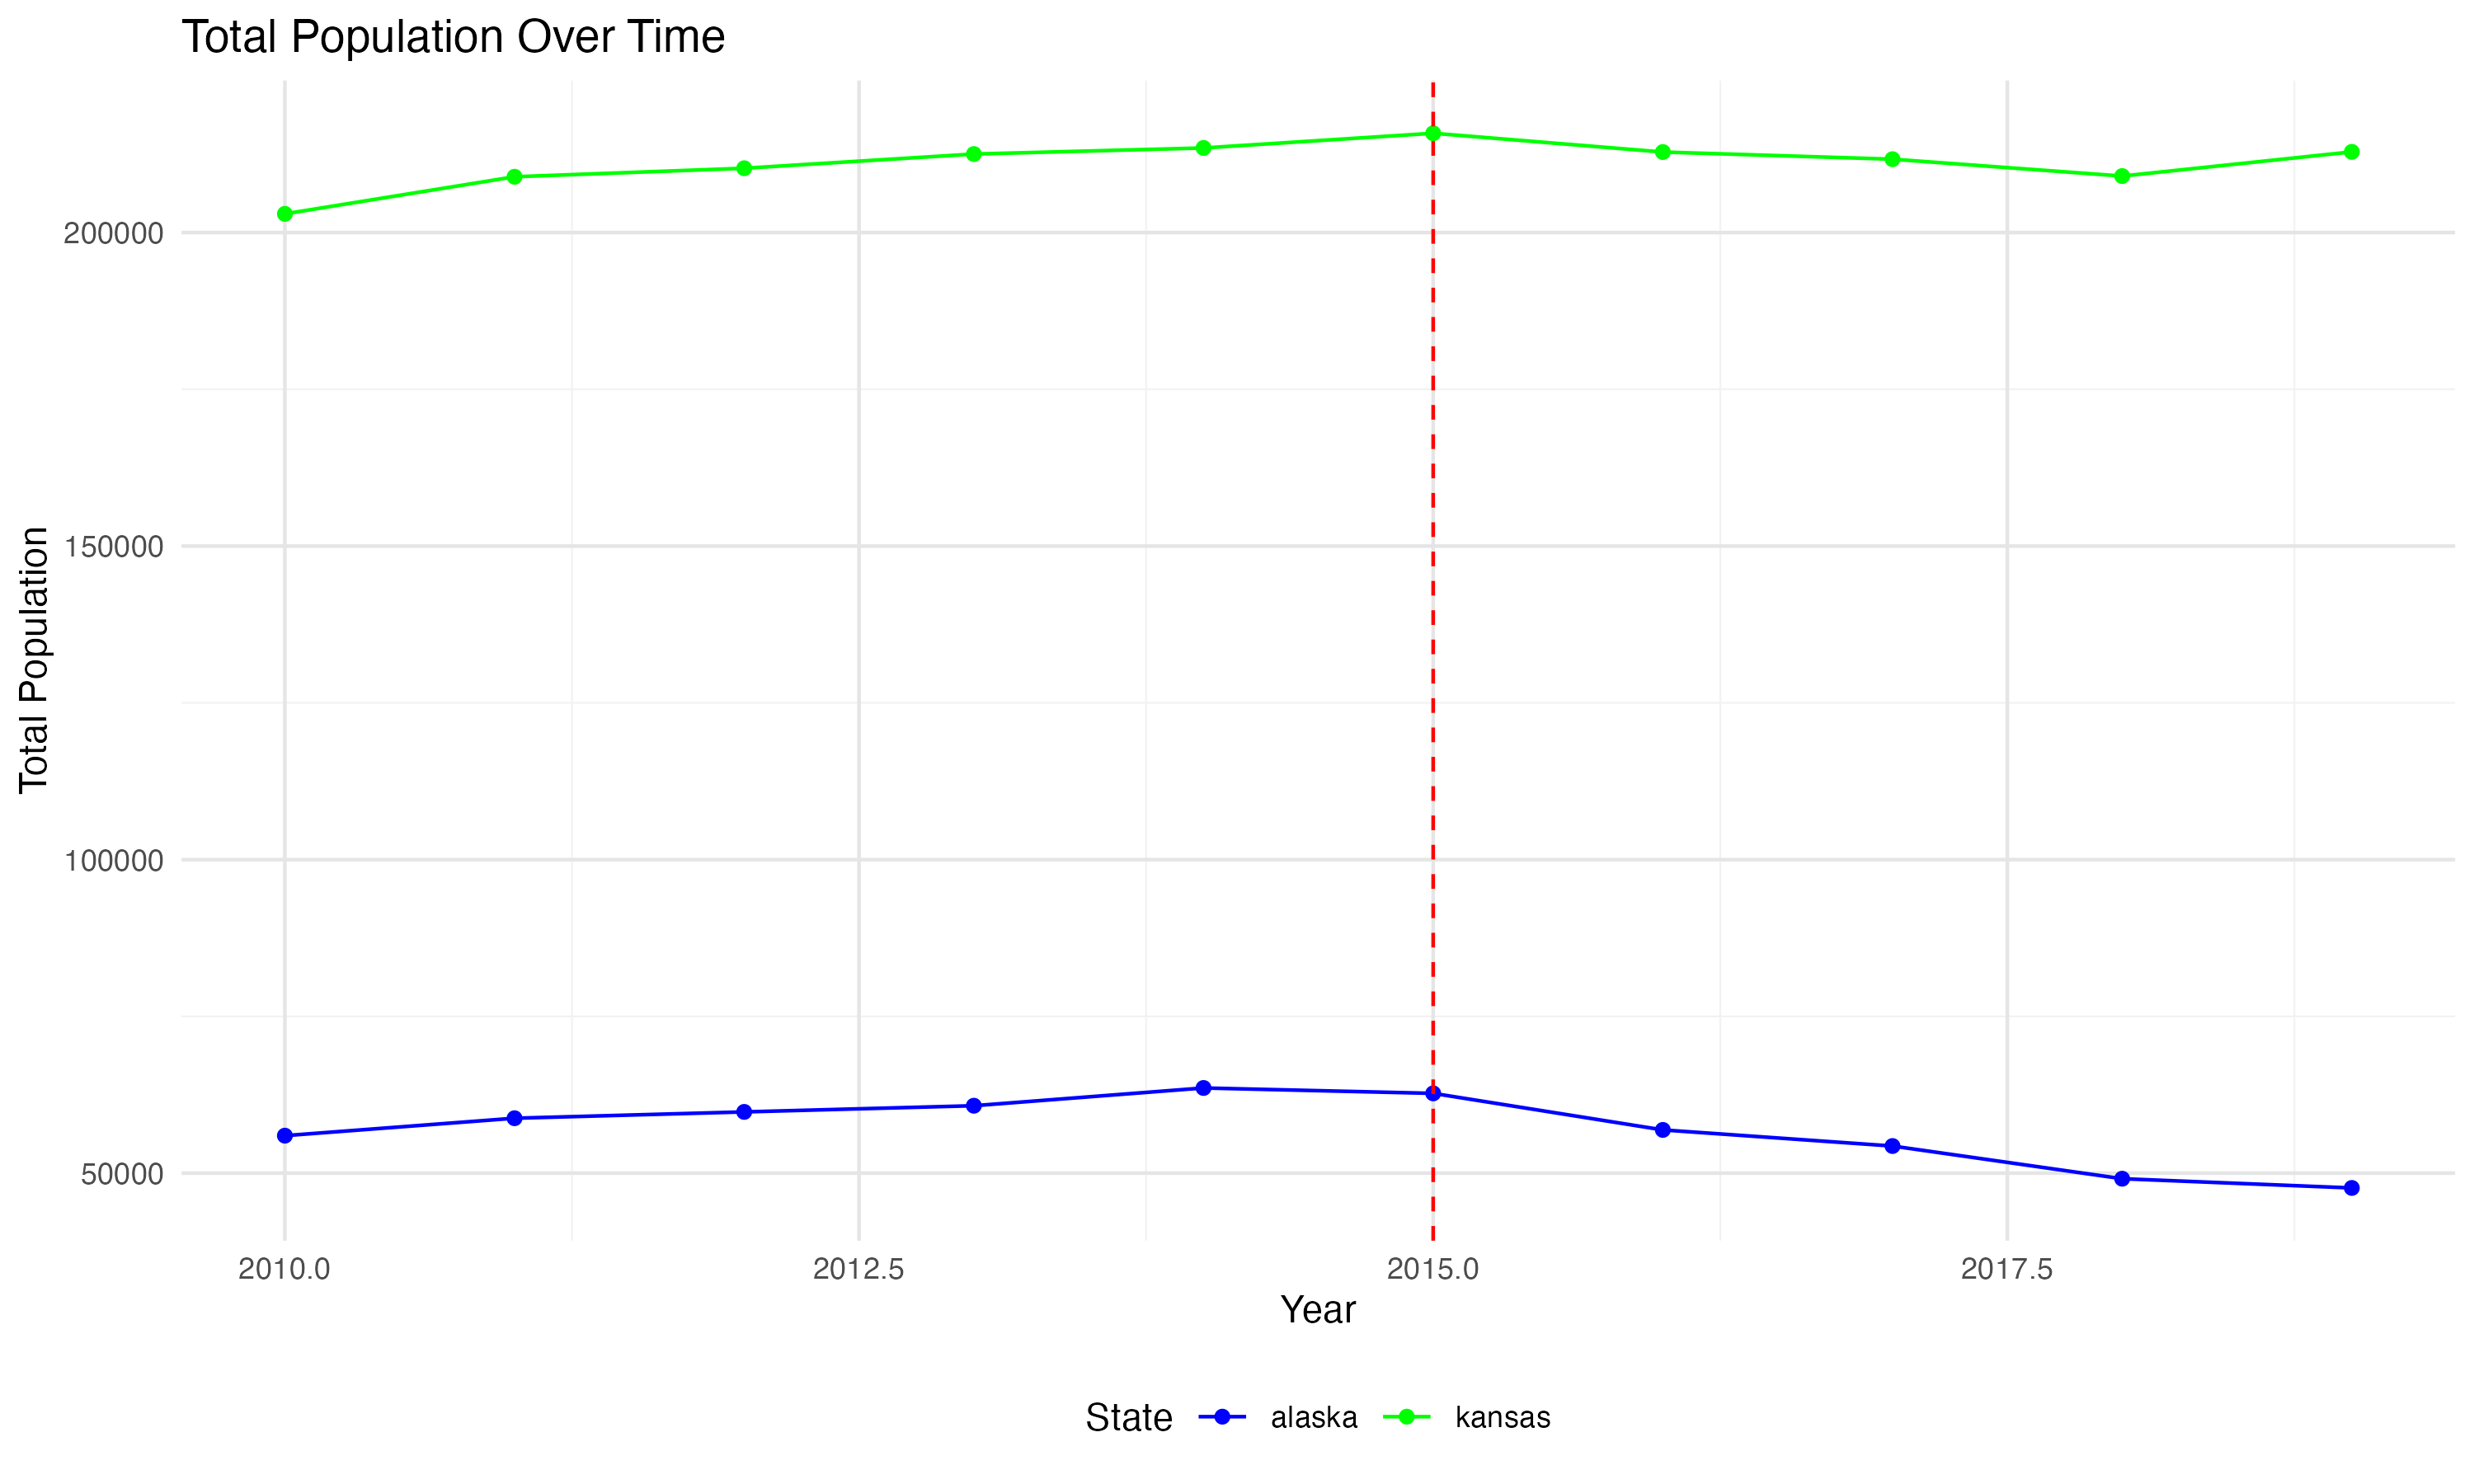 Total Population Over Time
Total Population
200000
150000
100000
50000
2010.0 2012.5 2015.0 2017.5
Year
State alaska kansas